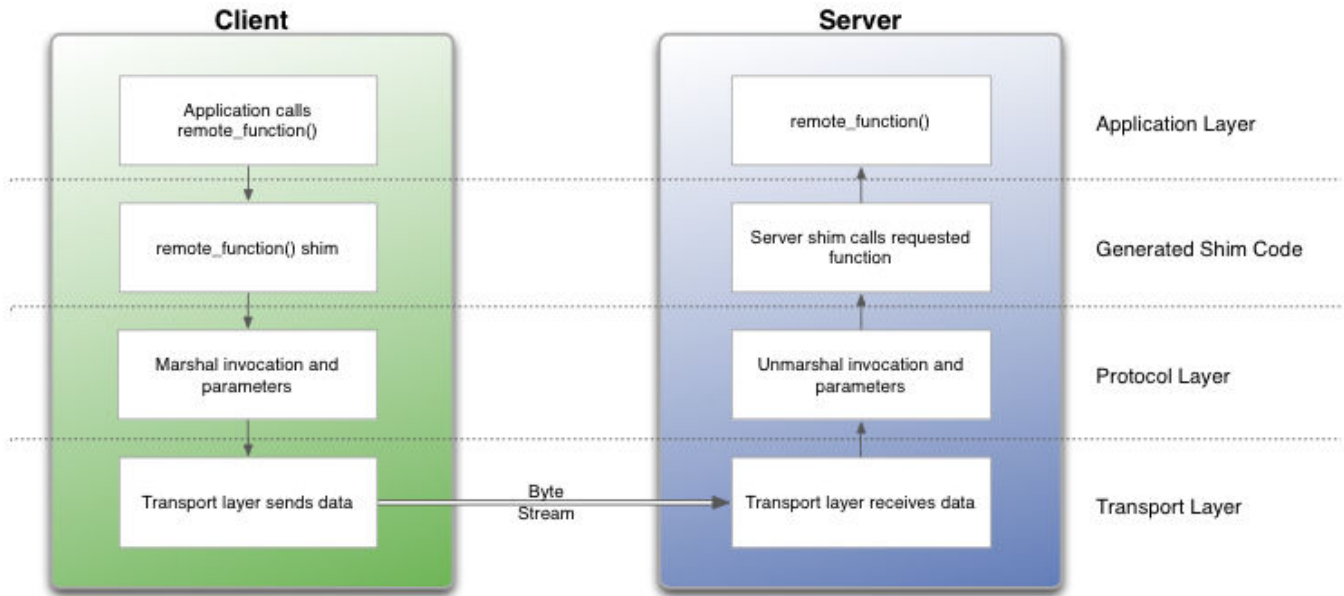 Client
Server
Application calls
remote_function()
remote_function()
Application Layer
remote_function() shim
Server shim calls requested
function
Generated Shim Code
Marshal invocation and
parameters
Unmarshal invocation and
parameters
Protocol Layer
Transport layer sends data
Byte
Stream
Transport layer receives data
Transport Layer